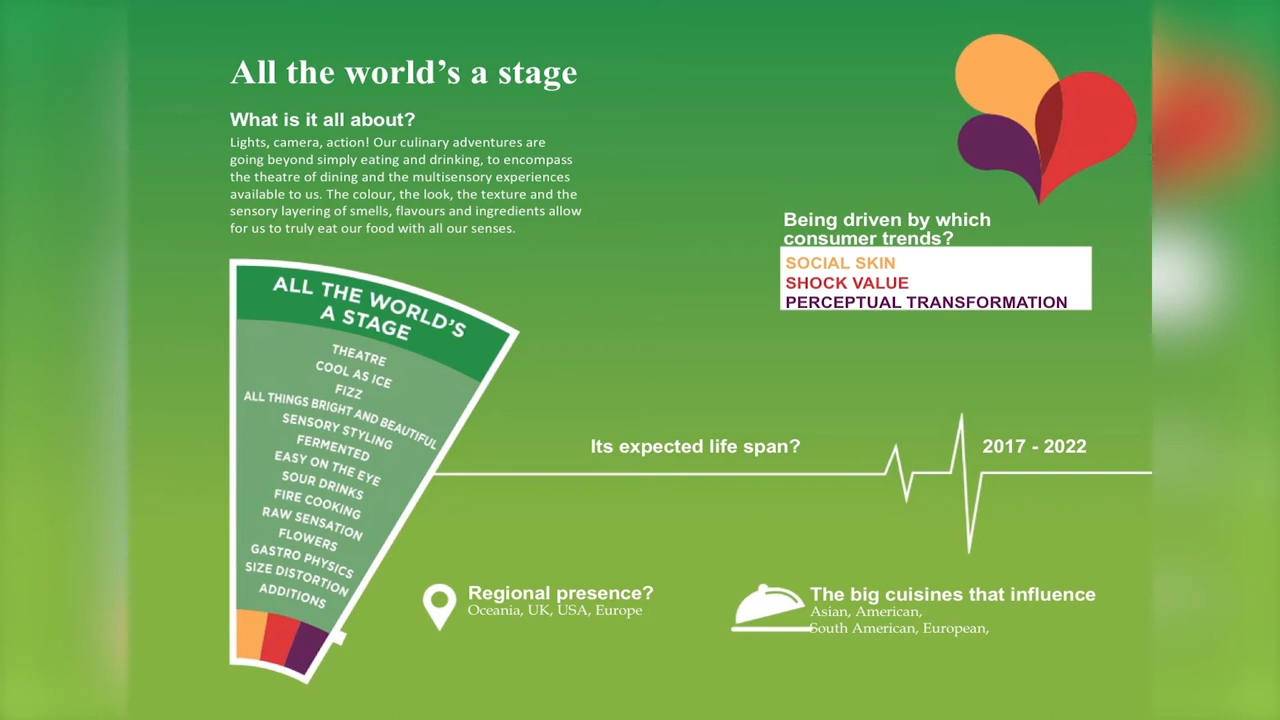 All the world’s a stage
What is it all about?
Lights, camera, action! Our culinary adventures are
going beyond simply eating and drinking, to encompass
the theatre of dining and the multisensory experiences
available to us. The colour, the look, the texture and the
sensory layering of smells, flavours and ingredients allow
for us to truly eat our food with all our senses.
Being driven by which
consumer trends?
SOCIAL SKIN
SHOCK VALUE
PERCEPTUAL TRANSFORMATION
ALL THE WORLD’S
A STAGE
THEATRE
COOL AS ICE
FIZZ
ALL THINGS BRIGHT AND BEAUTIFUL
SENSORY STYLING
FERMENTED
EASY ON THE EYE
SOUR DRINKS
FIRE COOKING
RAW SENSATION
FLOWERS
GASTRO PHYSICS
SIZE DISTORTION
ADDITIONS
Its expected life span?
2017 - 2022
Regional presence?
Oceania, UK, USA, Europe
The big cuisines that influence
Asian, American,
South American, European,